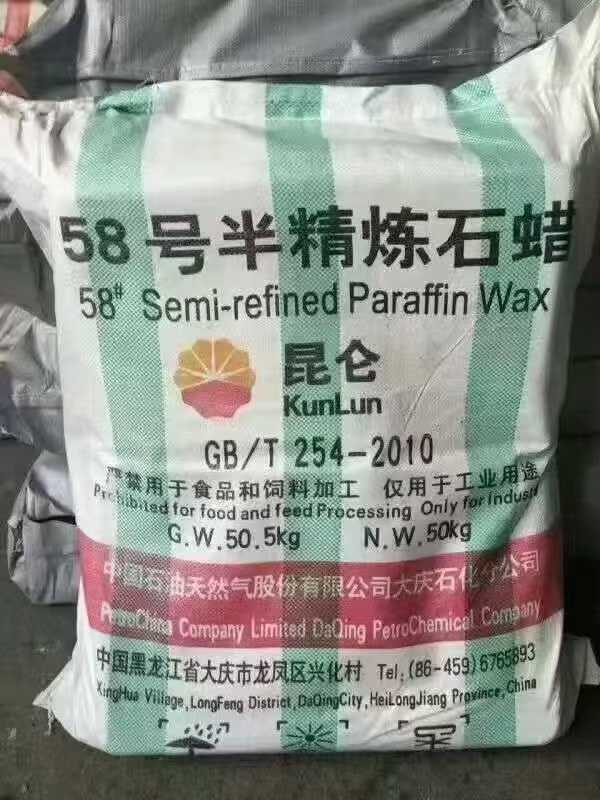 58号半精炼石蜡
58# Semi-refined Paraffin Wax
昆仑
KunLun
GB/T 254-2010
严禁用于食品和饲料加工 仅用于工业用途
Prohibited for food and feed Processing Only for Indust
G.W.50.5kg N.W.50kg
中国石油天然气股份有限公司大庆石化分公司
PetroChina Company Limited DaQing PetroChemical Company
中国黑龙江省大庆市龙凤区兴化村 Tel:(86-459)6765893
XingHua Village,LongFeng District,DaQingCity,HeiLongJiang Province,China